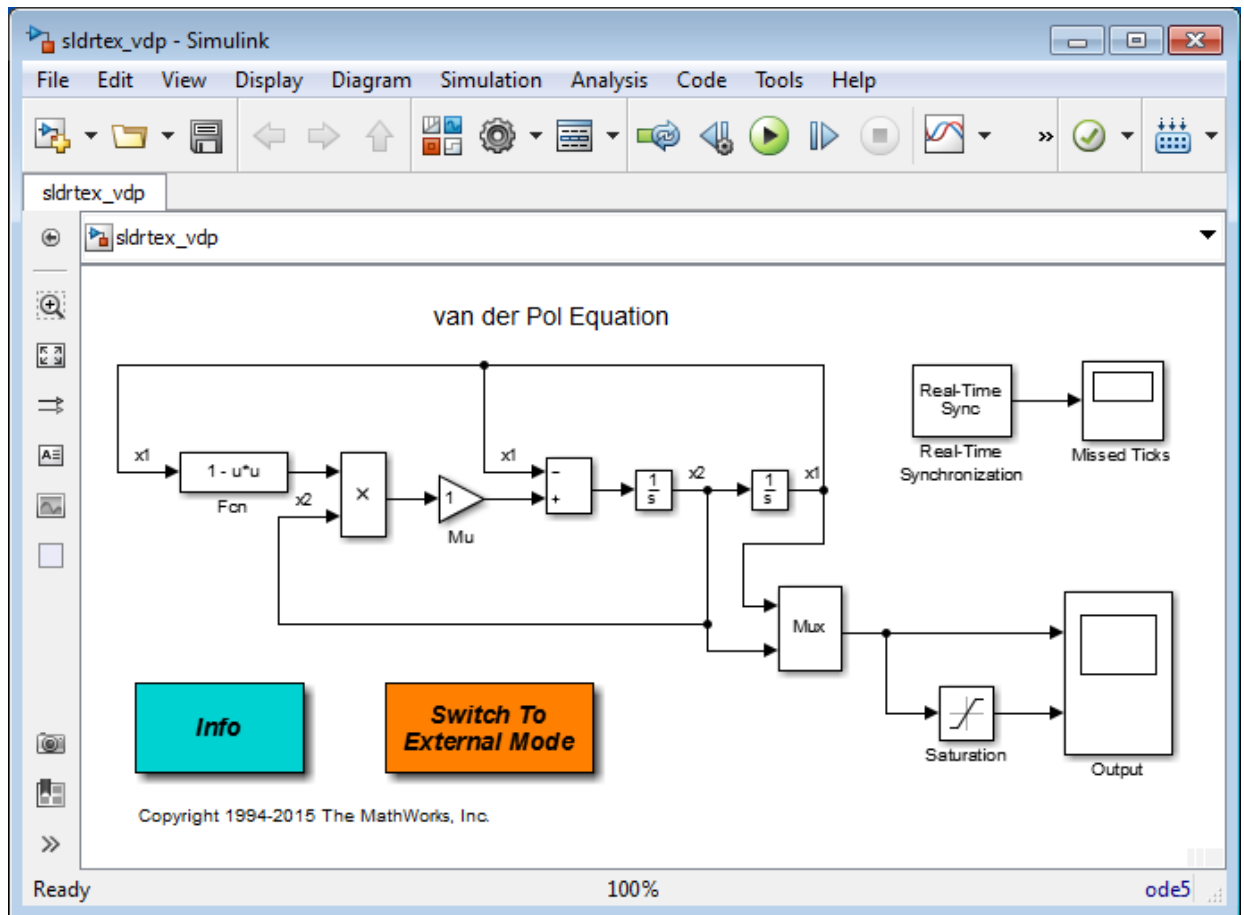 sldrtex_vdp - Simulink
File Edit View Display Diagram Simulation Analysis Code Tools Help
sldrtex_vdp
sldrtex_vdp
van der Pol Equation
Real-Time
Sync
Real-Time
Synchronization
Missed Ticks
x1
1 - u*u
Fcn
x2
×
1
Mu
x1
−
+
1
s
x2
1
s
x1
Mux
Saturation
Output
Info
Switch To
External Mode
Copyright 1994-2015 The MathWorks, Inc.
Ready 100% ode5